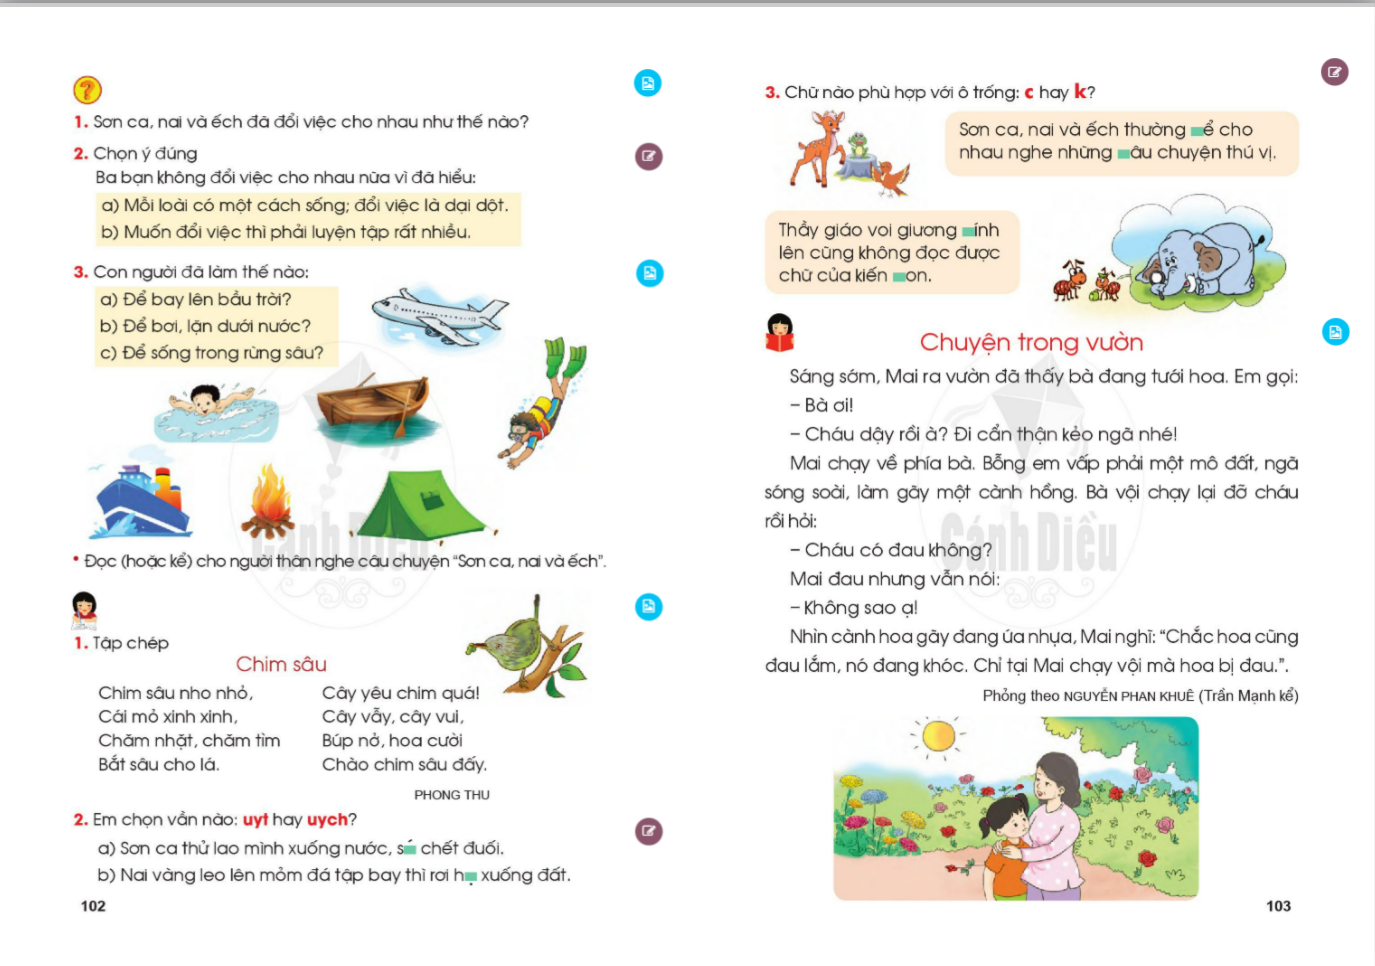 1. Sơn ca, nai và ếch đã đổi việc cho nhau như thế nào?
2. Chọn ý đúng
Ba bạn không đổi việc cho nhau nữa vì đã hiểu:
a) Mỗi loài có một cách sống; đổi việc là dại dột.
b) Muốn đổi việc thì phải luyện tập rất nhiều.
3. Con người đã làm thế nào:
a) Để bay lên bầu trời?
b) Để bơi, lặn dưới nước?
c) Để sống trong rừng sâu?
• Đọc (hoặc kể) cho người thân nghe câu chuyện “Sơn ca, nai và ếch”.
1. Tập chép
Chim sâu
Chim sâu nho nhỏ,
Cái mỏ xinh xinh,
Chăm nhặt, chăm tìm
Bắt sâu cho lá.
Cây yêu chim quá!
Cây vẫy, cây vui,
Búp nở, hoa cười
Chào chim sâu đấy.
PHONG THU
2. Em chọn vần nào: uyt hay uych?
a) Sơn ca thử lao mình xuống nước, s chết đuối.
b) Nai vàng leo lên mỏm đá tập bay thì rơi h xuống đất.
102
3. Chữ nào phù hợp với ô trống: c hay k?
Sơn ca, nai và ếch thường ể cho
nhau nghe những âu chuyện thú vị.
Thầy giáo voi giương ính
lên cũng không đọc được
chữ của kiến on.
Chuyện trong vườn
Sáng sớm, Mai ra vườn đã thấy bà đang tưới hoa. Em gọi:
– Bà ơi!
– Cháu dậy rồi à? Đi cẩn thận kẻo ngã nhé!
Mai chạy về phía bà. Bỗng em vấp phải một mô đất, ngã
sóng soài, làm gãy một cành hồng. Bà vội chạy lại đỡ cháu
rồi hỏi:
– Cháu có đau không?
Mai đau nhưng vẫn nói:
– Không sao ạ!
Nhìn cành hoa gãy đang ứa nhựa, Mai nghĩ: “Chắc hoa cũng
đau lắm, nó đang khóc. Chỉ tại Mai chạy vội mà hoa bị đau.”.
Phỏng theo NGUYỄN PHAN KHUÊ (Trần Mạnh kể)
103
Cánh Diều
Cánh Diều